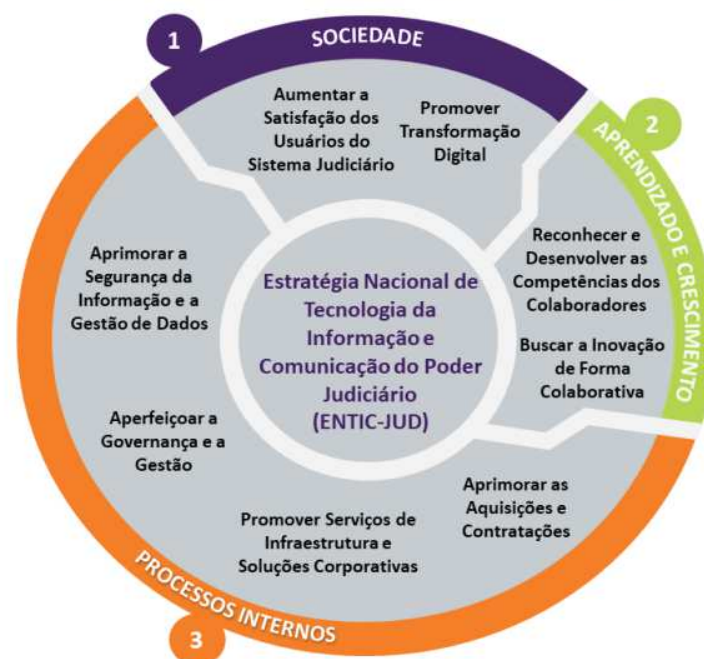 1
SOCIEDADE
Aumentar a
Satisfação dos
Usuários do
Sistema Judiciário
Promover
Transformação
Digital
2
APRENDIZADO E CRESCIMENTO
Reconhecer e
Desenvolver as
Competências dos
Colaboradores
Buscar a Inovação
de Forma
Colaborativa
Estratégia Nacional de
Tecnologia da
Informação e
Comunicação do Poder
Judiciário
(ENTIC-JUD)
Aprimorar a
Segurança da
Informação e a
Gestão de Dados
Aperfeiçoar a
Governança e a
Gestão
Promover Serviços de
Infraestrutura e
Soluções Corporativas
Aprimorar as
Aquisições e
Contratações
PROCESSOS INTERNOS
3